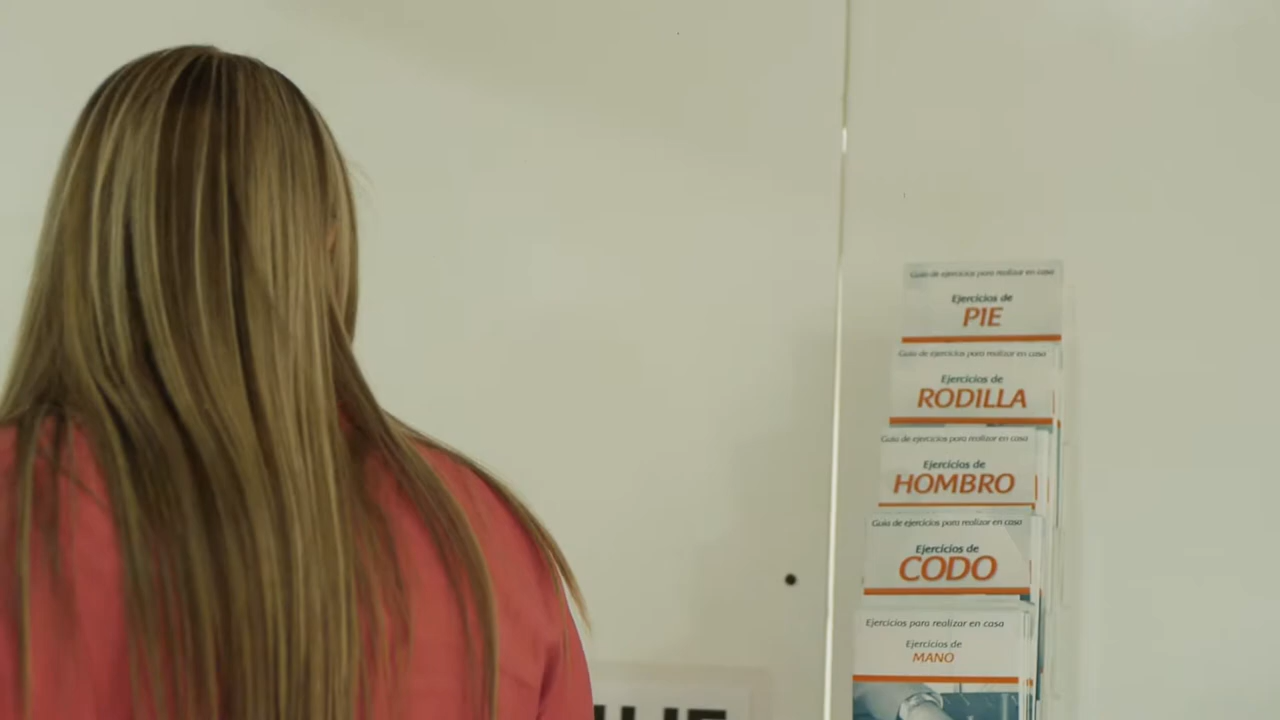 Guía de ejercicios para realizar en casa
Ejercicios de
PIE
Guía de ejercicios para realizar en casa
Ejercicios de
RODILLA
Guía de ejercicios para realizar en casa
Ejercicios de
HOMBRO
Guía de ejercicios para realizar en casa
Ejercicios de
CODO
Ejercicios para realizar en casa
Ejercicios de
MANO